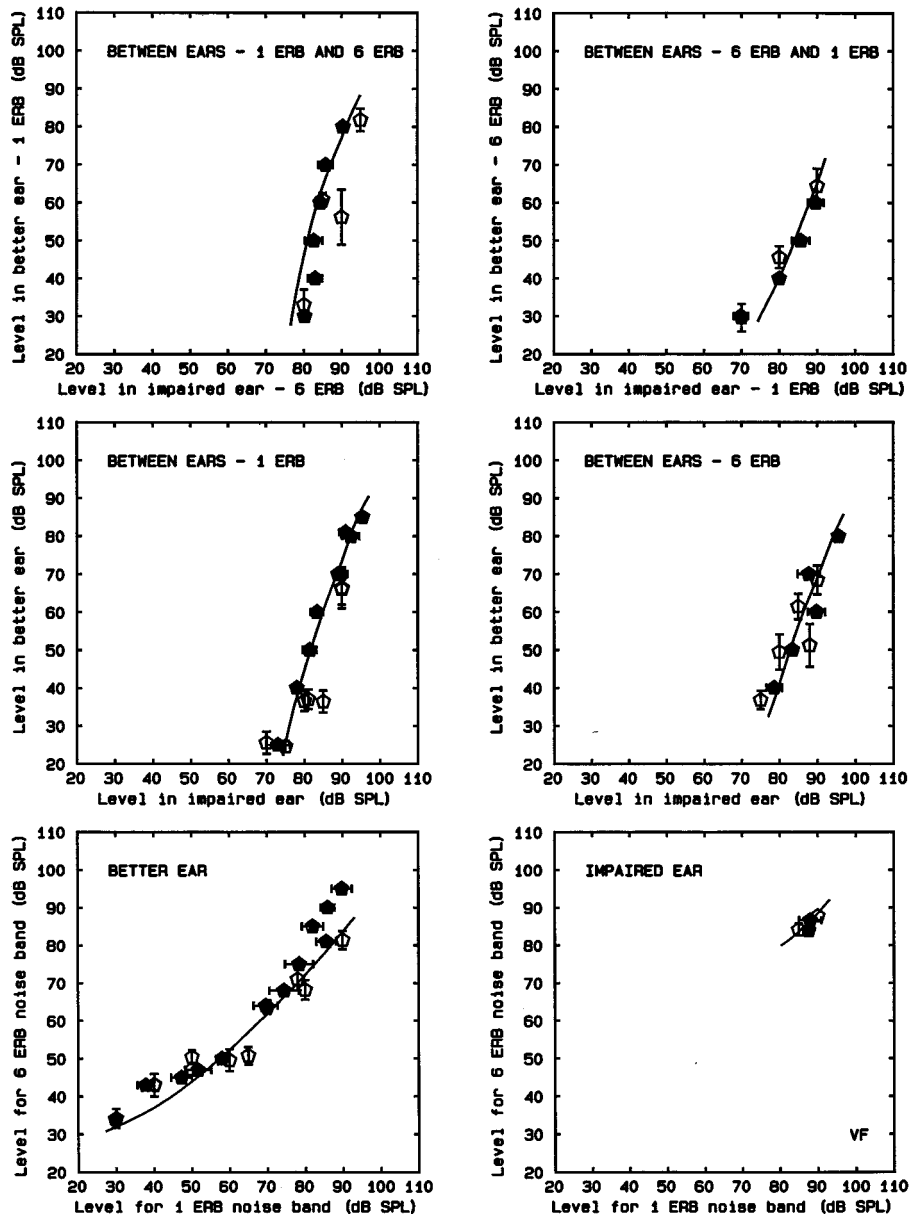 BETWEEN EARS - 1 ERB AND 6 ERB
Level in better ear - 1 ERB (dB SPL)
110
100
90
80
70
60
50
40
30
20
20 30 40 50 60 70 80 90 100 110
Level in impaired ear - 6 ERB (dB SPL)
BETWEEN EARS - 6 ERB AND 1 ERB
Level in better ear - 6 ERB (dB SPL)
110
100
90
80
70
60
50
40
30
20
20 30 40 50 60 70 80 90 100 110
Level in impaired ear - 1 ERB (dB SPL)
BETWEEN EARS - 1 ERB
Level in better ear (dB SPL)
110
100
90
80
70
60
50
40
30
20
20 30 40 50 60 70 80 90 100 110
Level in impaired ear (dB SPL)
BETWEEN EARS - 6 ERB
Level in better ear (dB SPL)
110
100
90
80
70
60
50
40
30
20
20 30 40 50 60 70 80 90 100 110
Level in impaired ear (dB SPL)
BETTER EAR
Level for 6 ERB noise band (dB SPL)
110
100
90
80
70
60
50
40
30
20
20 30 40 50 60 70 80 90 100 110
Level for 1 ERB noise band (dB SPL)
IMPAIRED EAR
Level for 6 ERB noise band (dB SPL)
110
100
90
80
70
60
50
40
30
20
VF
20 30 40 50 60 70 80 90 100 110
Level for 1 ERB noise band (dB SPL)